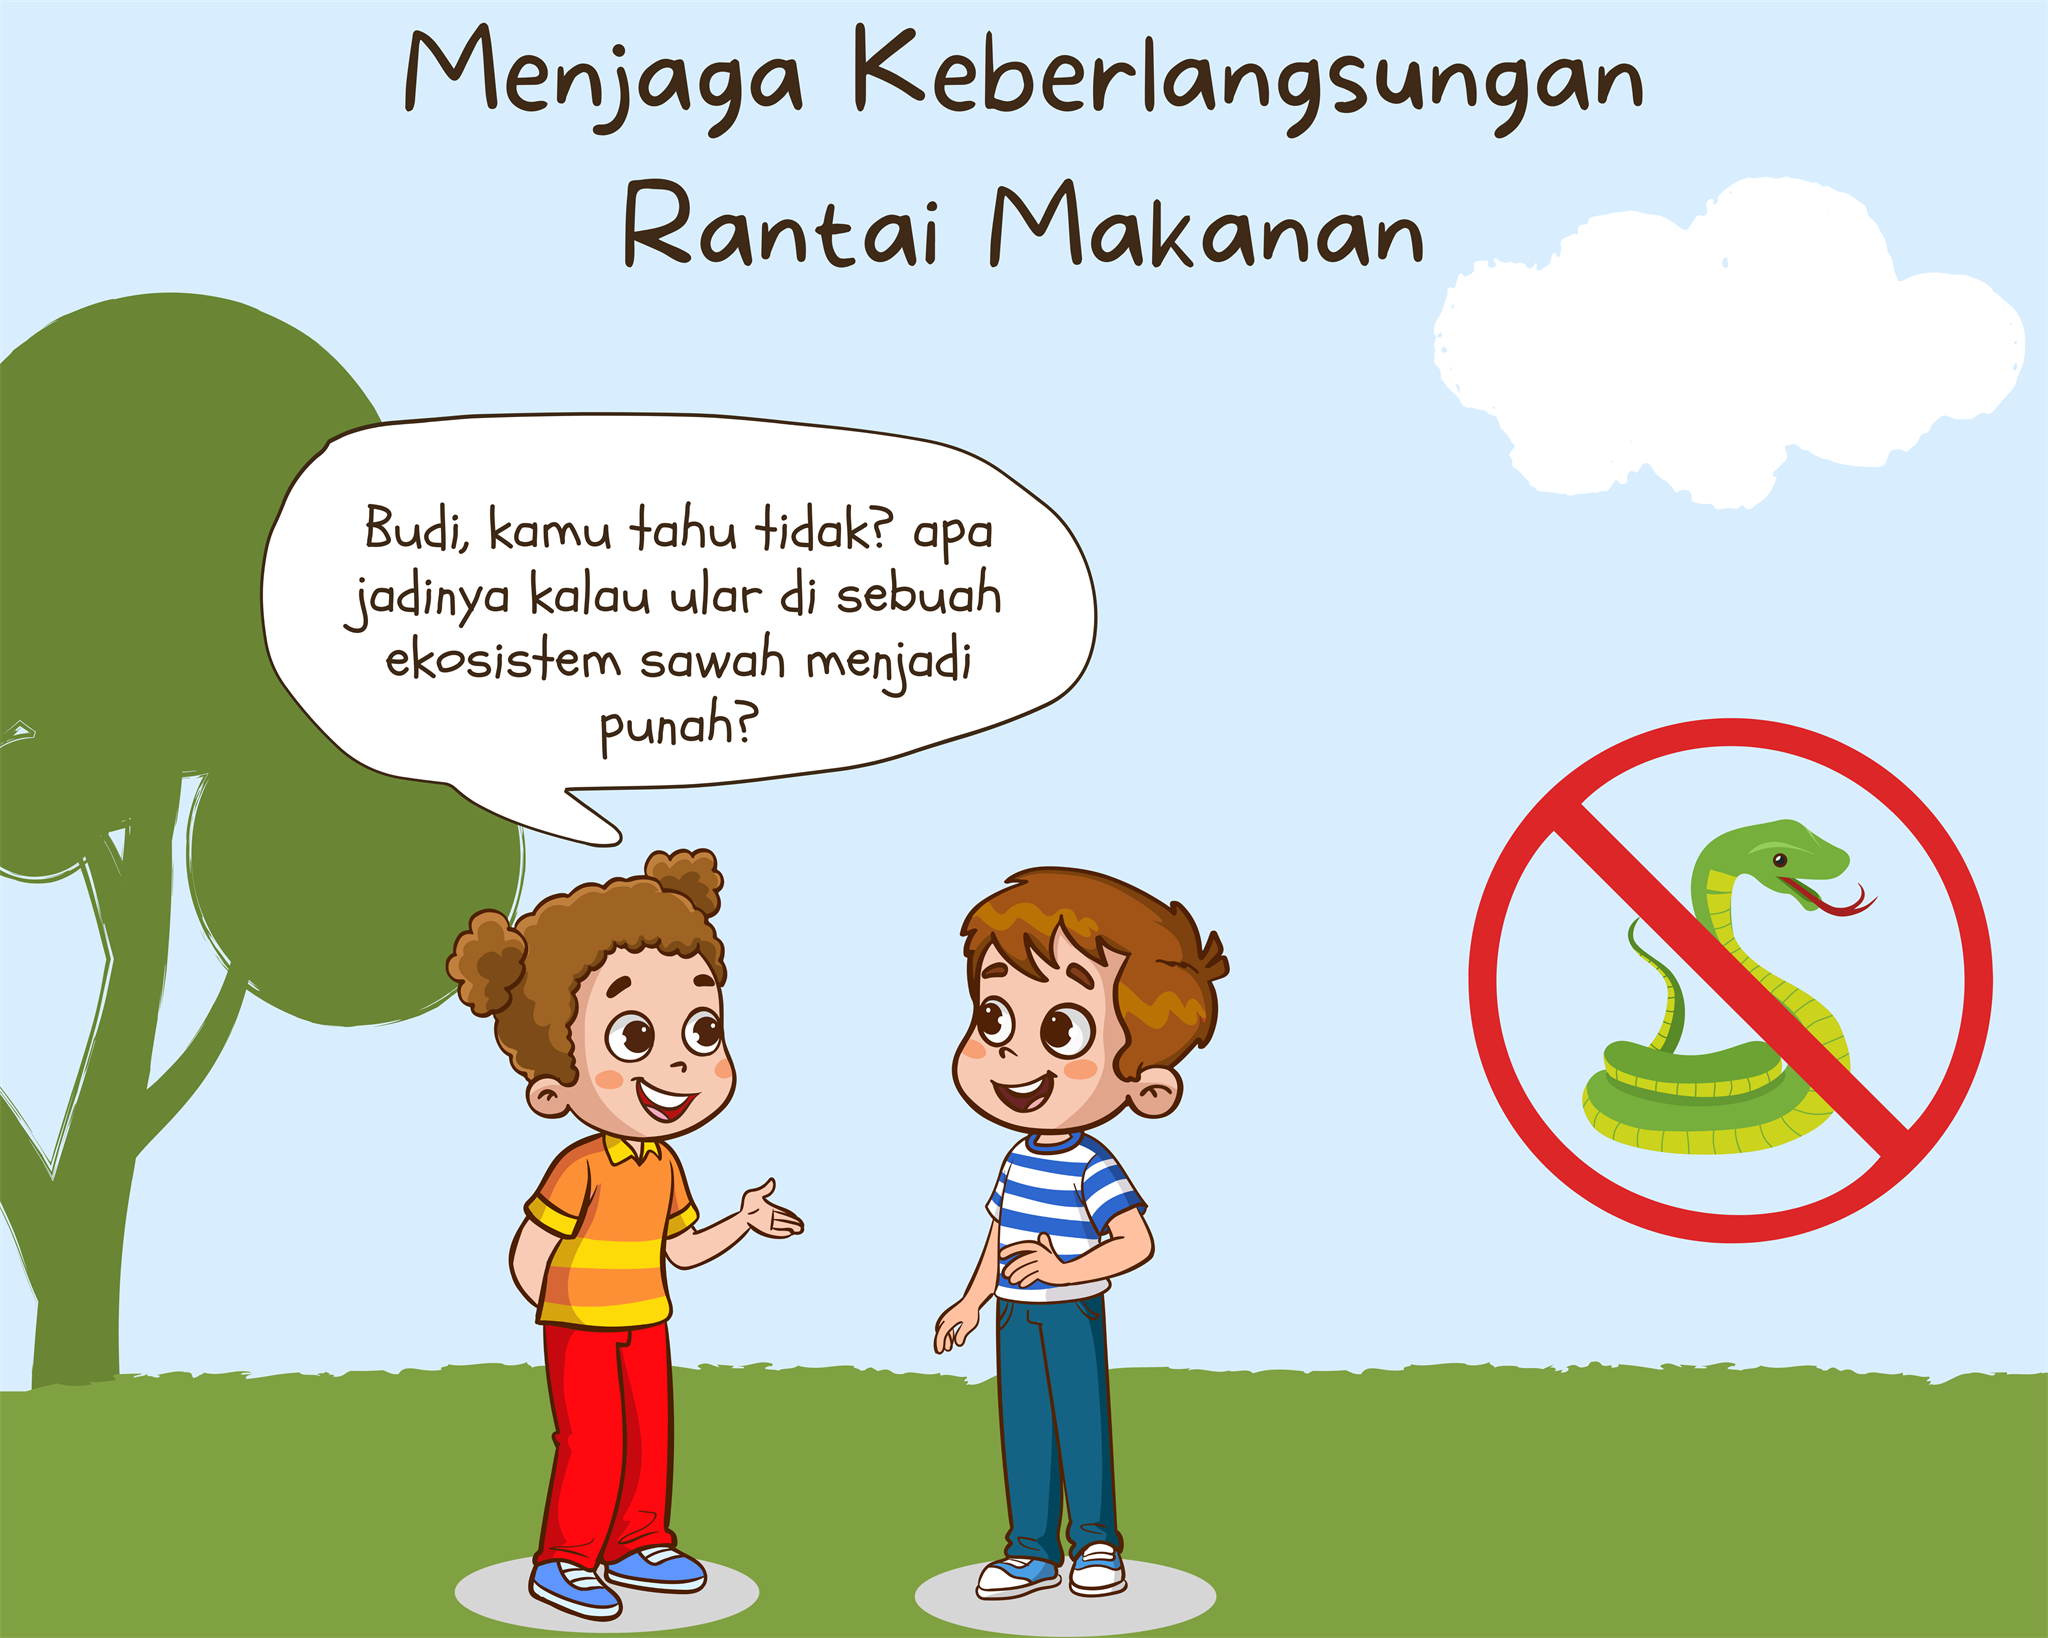 Menjaga Keberlangsungan
Rantai Makanan
Budi, kamu tahu tidak? apa
jadinya kalau ular di sebuah
ekosistem sawah menjadi
punah?